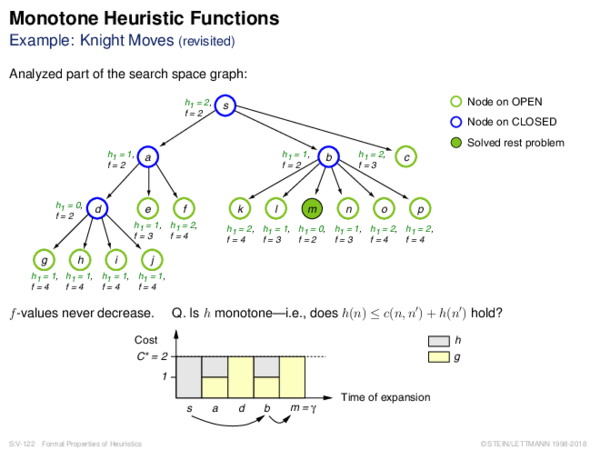 Monotone Heuristic Functions
Example: Knight Moves (revisited)
Analyzed part of the search space graph:
h₁ = 2,
f = 2
s
Node on OPEN
Node on CLOSED
Solved rest problem
h₁ = 1,
f = 2
a
h₁ = 1,
f = 2
b
h₁ = 2,
f = 3
c
h₁ = 0,
f = 2
d
e
f
k
l
m
n
o
p
h₁ = 1,
f = 3
h₁ = 2,
f = 4
h₁ = 2,
f = 4
h₁ = 1,
f = 3
h₁ = 0,
f = 2
h₁ = 1,
f = 3
h₁ = 2,
f = 4
h₁ = 2,
f = 4
g
h
i
j
h₁ = 1,
f = 4
h₁ = 1,
f = 4
h₁ = 1,
f = 4
h₁ = 1,
f = 4
f-values never decrease. Q. Is h monotone—i.e., does h(n) ≤ c(n, n′) + h(n′) hold?
Cost
C* = 2
1
h
g
Time of expansion
s a d b m = γ
S:V-122 Formal Properties of Heuristics
© STEIN/LETTMANN 1998-2018